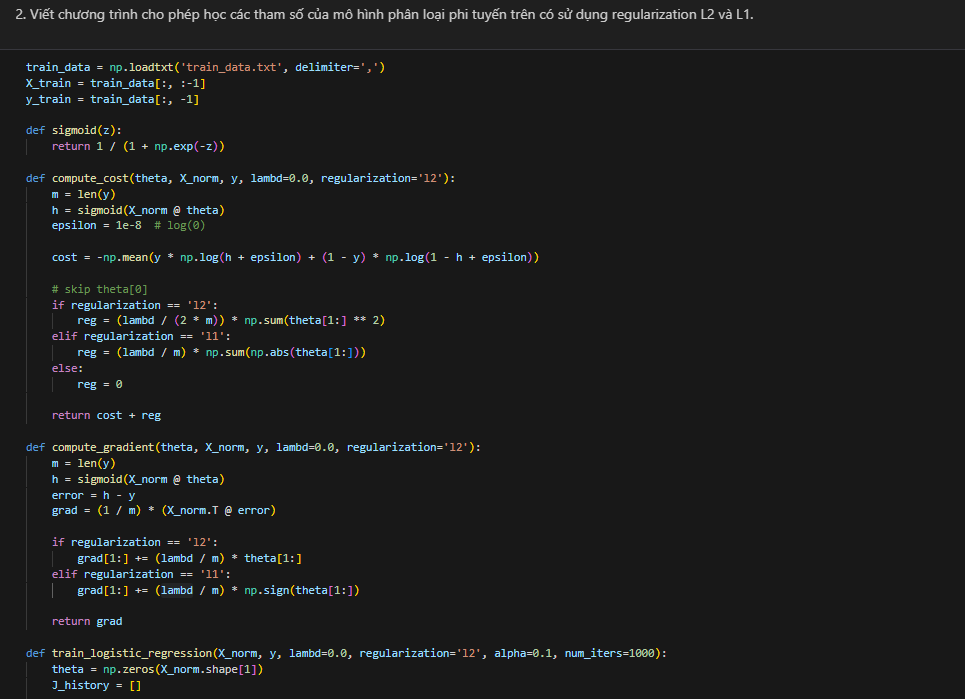 2. Viết chương trình cho phép học các tham số của mô hình phân loại phi tuyến trên có sử dụng regularization L2 và L1.
train_data = np.loadtxt('train_data.txt', delimiter=',')
X_train = train_data[:, :-1]
y_train = train_data[:, -1]
def sigmoid(z):
    return 1 / (1 + np.exp(-z))
def compute_cost(theta, X_norm, y, lambd=0.0, regularization='l2'):
    m = len(y)
    h = sigmoid(X_norm @ theta)
    epsilon = 1e-8  # log(0)
    cost = -np.mean(y * np.log(h + epsilon) + (1 - y) * np.log(1 - h + epsilon))
    # skip theta[0]
    if regularization == 'l2':
        reg = (lambd / (2 * m)) * np.sum(theta[1:] ** 2)
    elif regularization == 'l1':
        reg = (lambd / m) * np.sum(np.abs(theta[1:]))
    else:
        reg = 0
    return cost + reg
def compute_gradient(theta, X_norm, y, lambd=0.0, regularization='l2'):
    m = len(y)
    h = sigmoid(X_norm @ theta)
    error = h - y
    grad = (1 / m) * (X_norm.T @ error)
    if regularization == 'l2':
        grad[1:] += (lambd / m) * theta[1:]
    elif regularization == 'l1':
        grad[1:] += (lambd / m) * np.sign(theta[1:])
    return grad
def train_logistic_regression(X_norm, y, lambd=0.0, regularization='l2', alpha=0.1, num_iters=1000):
    theta = np.zeros(X_norm.shape[1])
    J_history = []